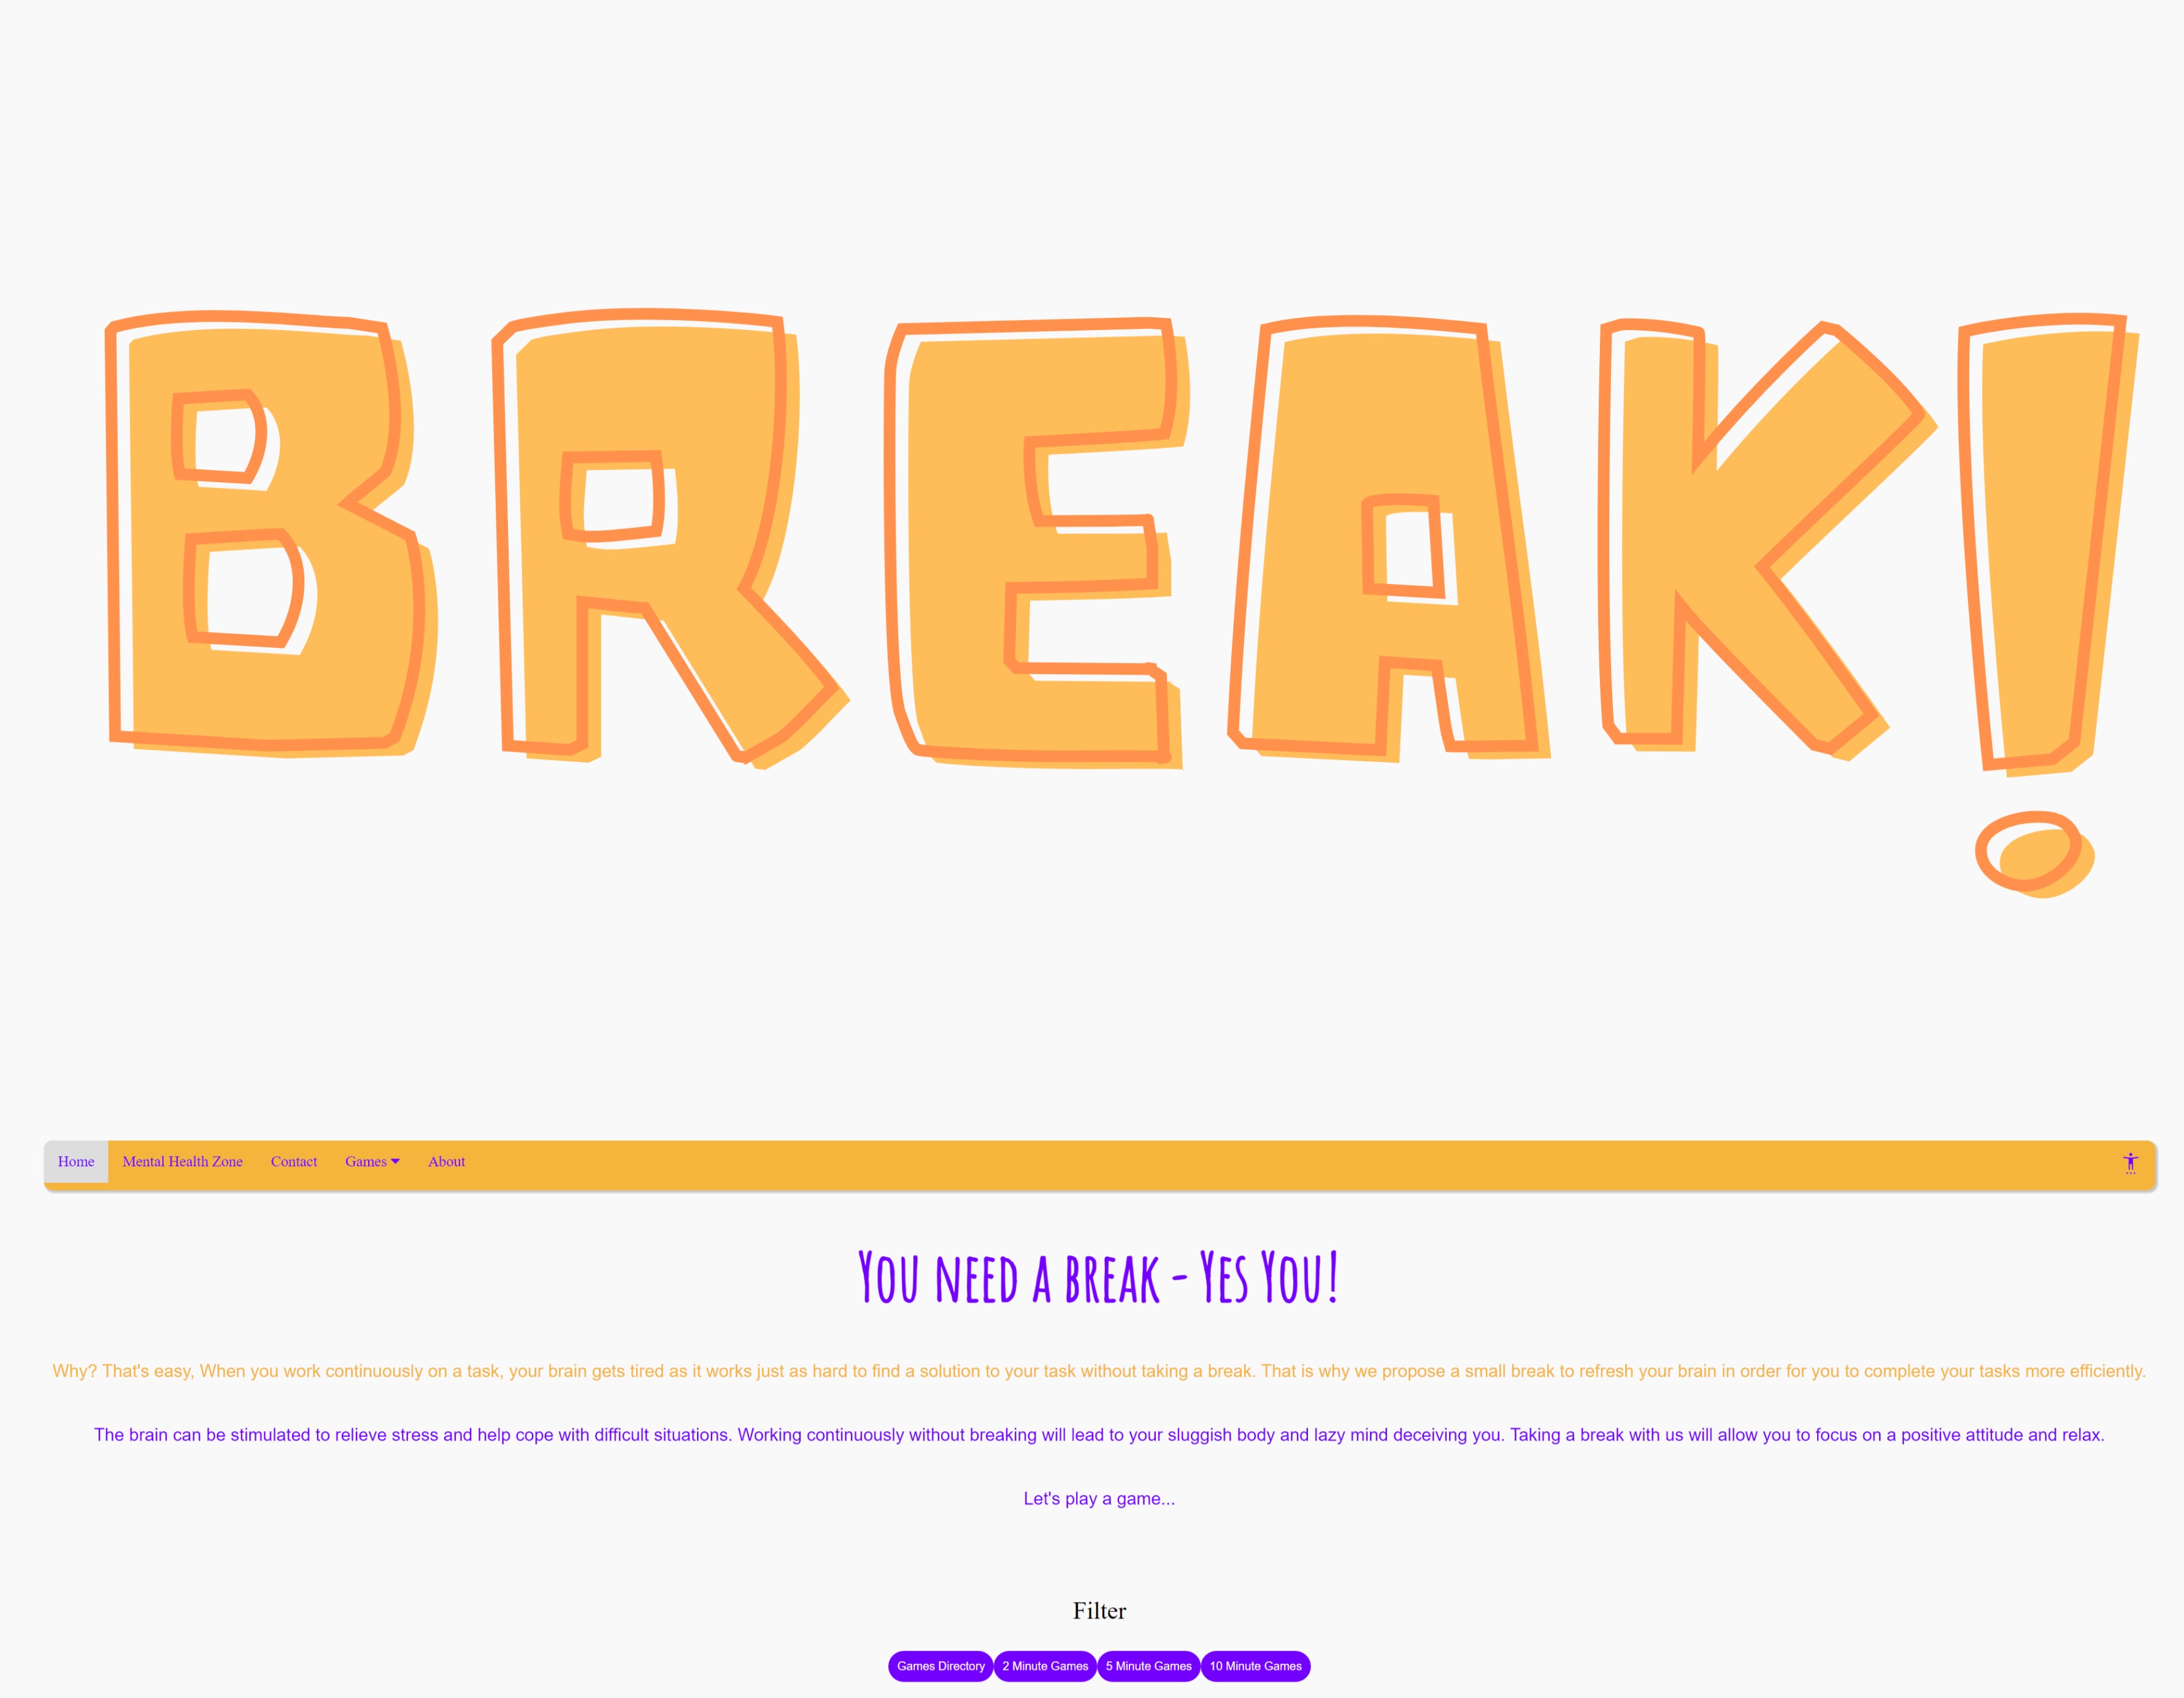 BREAK!
Home Mental Health Zone Contact Games About
You need a break - Yes You!
Why? That's easy, When you work continuously on a task, your brain gets tired as it works just as hard to find a solution to your task without taking a break. That is why we propose a small break to refresh your brain in order for you to complete your tasks more efficiently.
The brain can be stimulated to relieve stress and help cope with difficult situations. Working continuously without breaking will lead to your sluggish body and lazy mind deceiving you. Taking a break with us will allow you to focus on a positive attitude and relax.
Let's play a game...
Filter
Games Directory 2 Minute Games 5 Minute Games 10 Minute Games